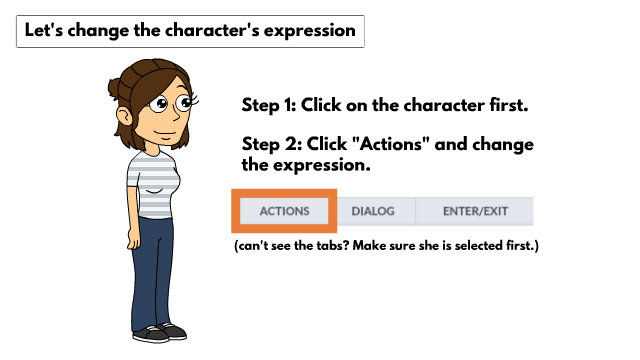 Let's change the character's expression
Step 1: Click on the character first.
Step 2: Click "Actions" and change
the expression.
ACTIONS DIALOG ENTER/EXIT
(can't see the tabs? Make sure she is selected first.)